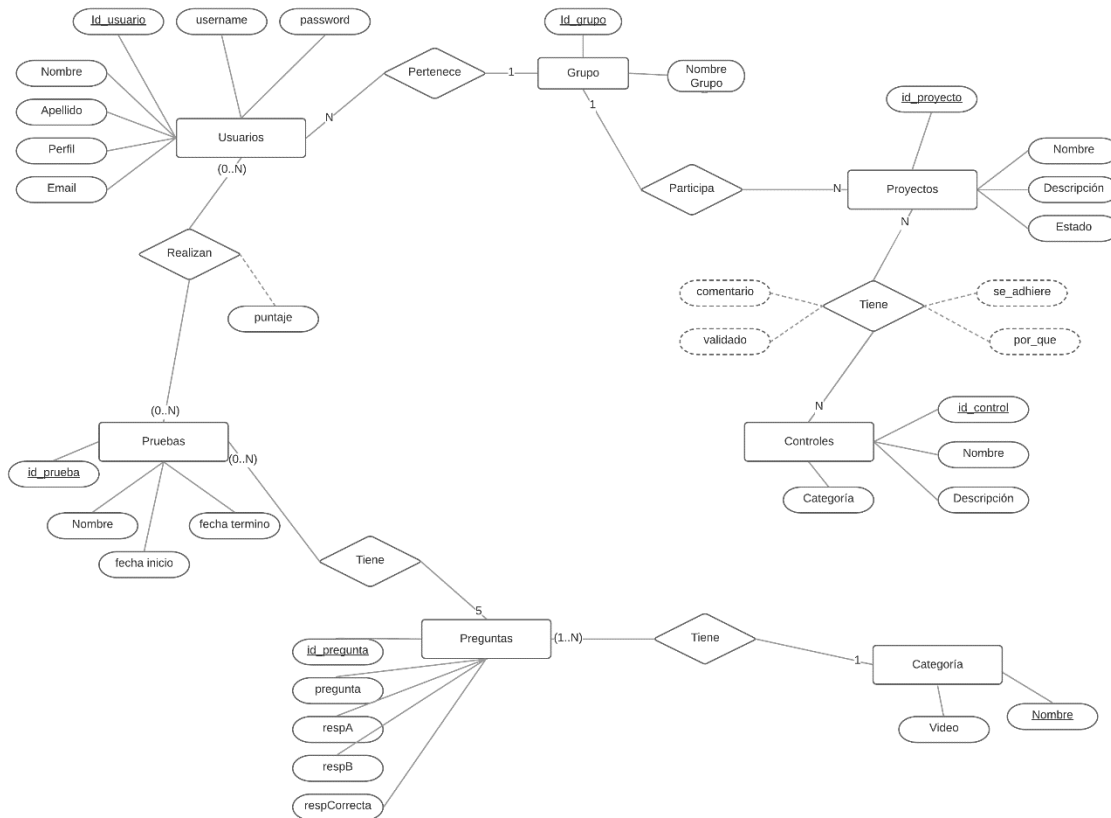 Id_usuario
username
password
Id_grupo
Nombre
Pertenece
1
Grupo
Nombre
Grupo
Apellido
N
1
id_proyecto
Usuarios
Perfil
Nombre
(0..N)
Email
Participa
N
Proyectos
Descripción
N
Estado
Realizan
comentario
se_adhiere
Tiene
puntaje
validado
por_que
(0..N)
N
id_control
Pruebas
Controles
(0..N)
Nombre
id_prueba
Categoría
Descripción
Nombre
fecha termino
fecha inicio
Tiene
5
Preguntas
(1..N)
Tiene
id_pregunta
1
Categoría
pregunta
Nombre
respA
Video
respB
respCorrecta